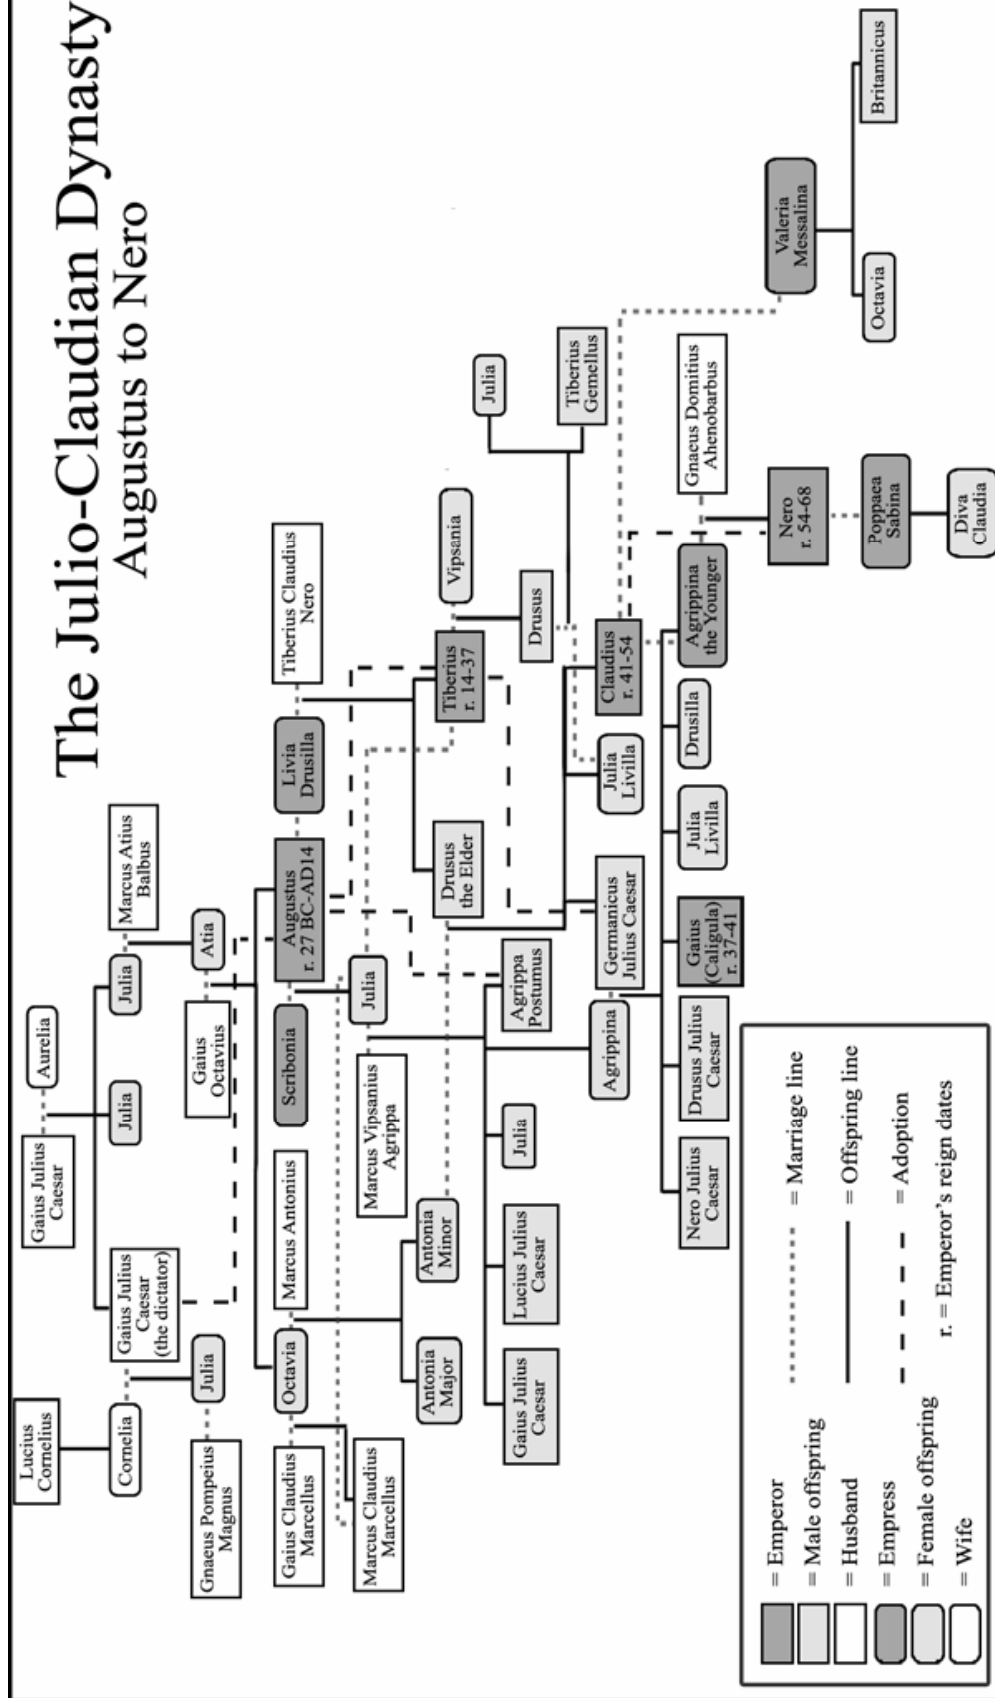 The Julio-Claudian Dynasty
Augustus to Nero
Lucius
Cornelius
Gaius Julius
Caesar
Aurelia
Cornelia
Gaius Julius
Caesar
(the dictator)
Julia
Julia
Marcus Atius
Balbus
Gnaeus Pompeius
Magnus
Julia
Gaius
Octavius
Atia
Gaius Claudius
Marcellus
Octavia
Marcus Antonius
Scribonia
Augustus
r. 27 BC-AD14
Livia
Drusilla
Tiberius Claudius
Nero
Marcus Claudius
Marcellus
Marcus Vipsanius
Agrippa
Julia
Antonia
Major
Antonia
Minor
Drusus
the Elder
Tiberius
r. 14-37
Vipsania
Julia
Gaius Julius
Caesar
Lucius Julius
Caesar
Julia
Agrippa
Postumus
Drusus
Tiberius
Gemellus
Agrippina
Germanicus
Julius Caesar
Julia
Livilla
Claudius
r. 41-54
Nero Julius
Caesar
Drusus Julius
Caesar
Gaius
(Caligula)
r. 37-41
Julia
Livilla
Drusilla
Agrippina
the Younger
Gnaeus Domitius
Ahenobarbus
Valeria
Messalina
Nero
r. 54-68
Poppaea
Sabina
Octavia
Britannicus
Diva
Claudia
= Emperor
= Male offspring
= Husband
= Empress
= Female offspring
= Wife
= Marriage line
= Offspring line
= Adoption
r. = Emperor's reign dates